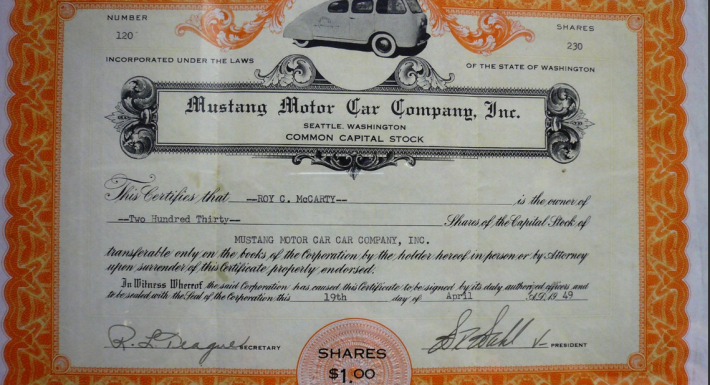 NUMBER
120
SHARES
230
INCORPORATED UNDER THE LAWS
OF THE STATE OF WASHINGTON
Mustang Motor Car Company, Inc.
SEATTLE, WASHINGTON
COMMON CAPITAL STOCK
This Certifies that --ROY C. McCARTY-- is the owner of
--Two Hundred Thirty-- Shares of the Capital Stock of
MUSTANG MOTOR CAR CAR COMPANY, INC.
transferable only on the books of the Corporation by the holder hereof in person or by Attorney
upon surrender of this Certificate properly endorsed.
In Witness Whereof, the said Corporation has caused this Certificate to be signed by its duly authorized officers and
to be sealed with the Seal of the Corporation this 19th day of April A.D. 19 49
R. L. Teague SECRETARY
V- PRESIDENT
SHARES
$1.00